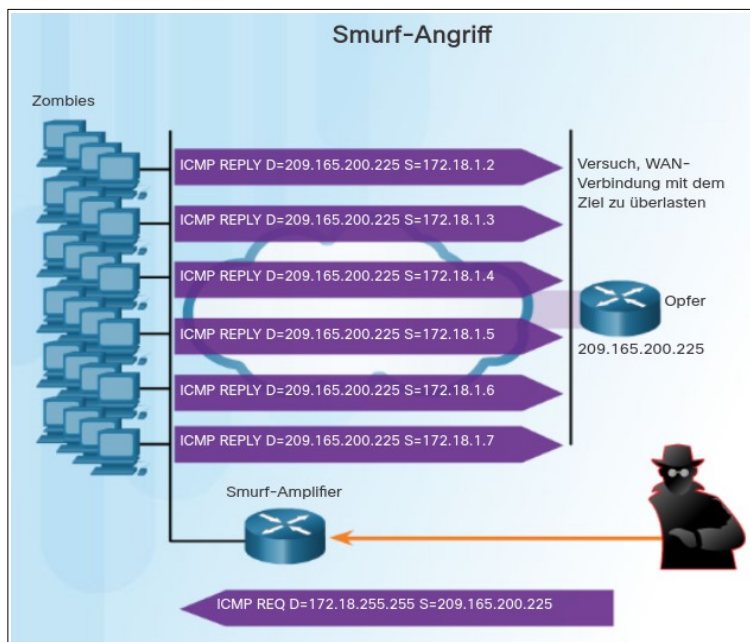 Smurf-Angriff
Zombies
ICMP REPLY D=209.165.200.225 S=172.18.1.2
ICMP REPLY D=209.165.200.225 S=172.18.1.3
ICMP REPLY D=209.165.200.225 S=172.18.1.4
ICMP REPLY D=209.165.200.225 S=172.18.1.5
ICMP REPLY D=209.165.200.225 S=172.18.1.6
ICMP REPLY D=209.165.200.225 S=172.18.1.7
Versuch, WAN-
Verbindung mit dem
Ziel zu überlasten
Opfer
209.165.200.225
Smurf-Amplifier
ICMP REQ D=172.18.255.255 S=209.165.200.225